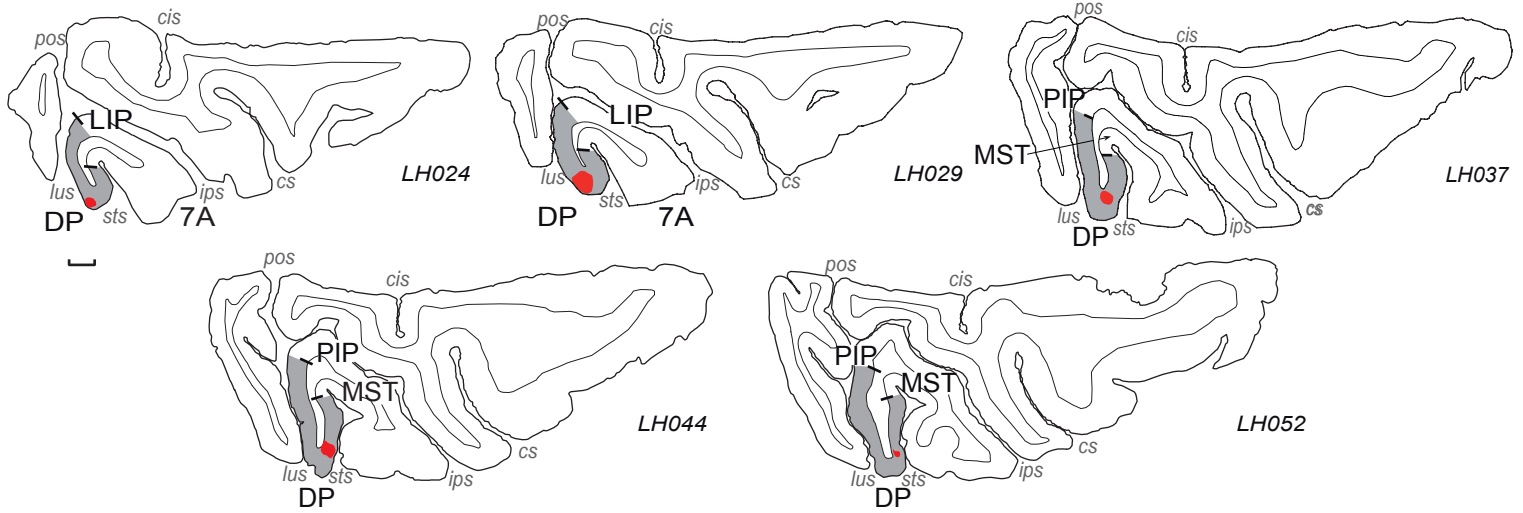 pos cis
LIP
LH024
lus ips cs
DP sts 7A
pos cis
LIP
LH029
lus ips cs
DP sts 7A
pos cis
PIP
MST
LH037
lus sts ips cs
DP
pos cis
PIP
MST
LH044
lus sts ips cs
DP
pos cis
PIP
MST
LH052
lus sts ips cs
DP